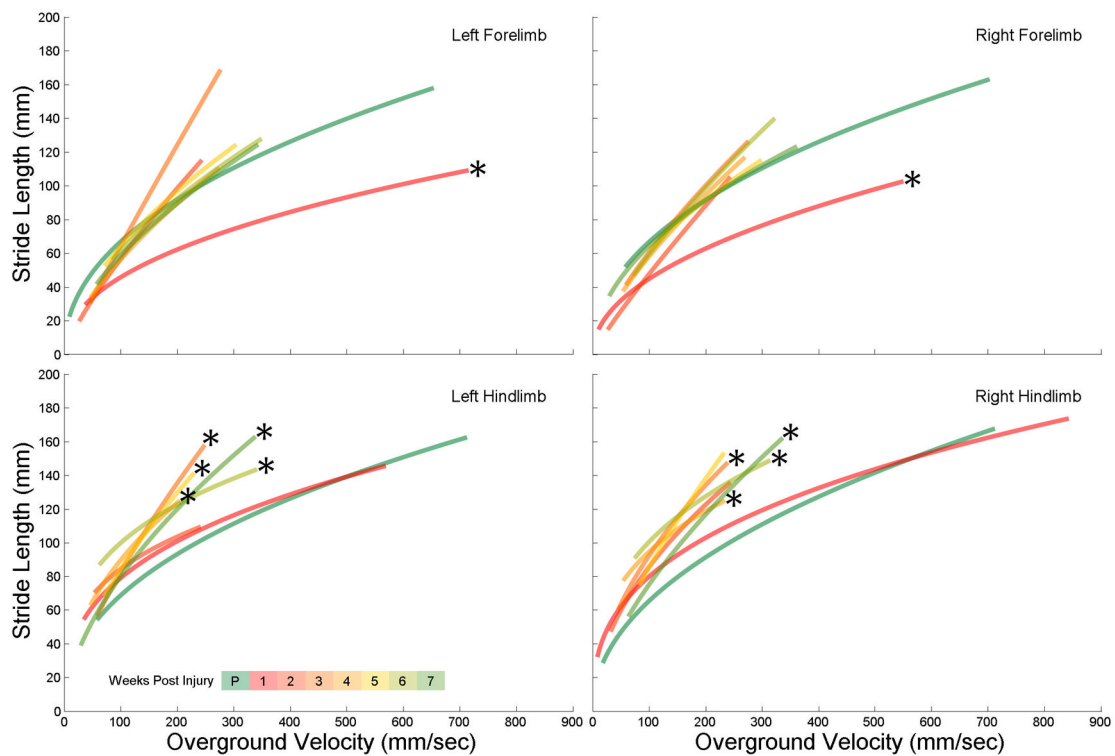 200
180
160
140
120
100
80
60
40
20
0
Stride Length (mm)
Left Forelimb
*
Right Forelimb
*
200
180
160
140
120
100
80
60
40
20
0
Stride Length (mm)
Left Hindlimb
* * * * *
Right Hindlimb
* * * *
Weeks Post Injury P 1 2 3 4 5 6 7
0 100 200 300 400 500 600 700 800 900
0 100 200 300 400 500 600 700 800 900
Overground Velocity (mm/sec)
Overground Velocity (mm/sec)